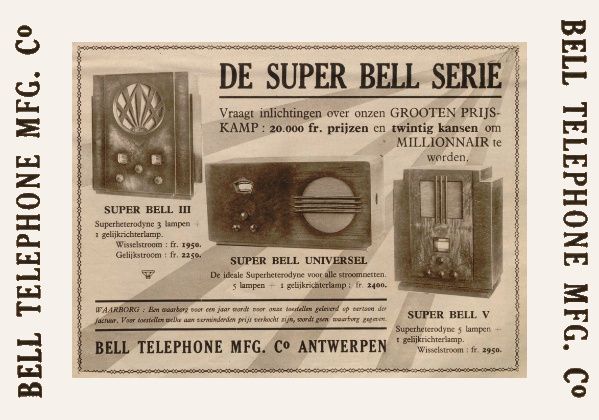 BELL TELEPHONE MFG. Cº
DE SUPER BELL SERIE
Vraagt inlichtingen over onzen GROOTEN PRIJS-
KAMP : 20.000 fr. prijzen en twintig kansen om
MILLIONNAIR te
worden.
SUPER BELL III
Superheterodyne 3 lampen +
1 gelijkrichterlamp.
Wisselstroom : fr. 1950.
Gelijkstroom : fr. 2250.
SUPER BELL UNIVERSEL
De ideale Superheterodyne voor alle stroomnetten.
5 lampen + 1 gelijkrichterlamp : fr. 2400.
SUPER BELL V
Superheterodyne 5 lampen +
1 gelijkrichterlamp.
Wisselstroom : fr. 2950.
WAARBORG : Een waarborg voor een jaar wordt voor onze toestellen geleverd op vertoon der
factuur. Voor toestellen welke aan verminderden prijs verkocht zijn, wordt geen waarborg gegeven.
BELL TELEPHONE MFG. Cº ANTWERPEN
BELL TELEPHONE MFG. Cº